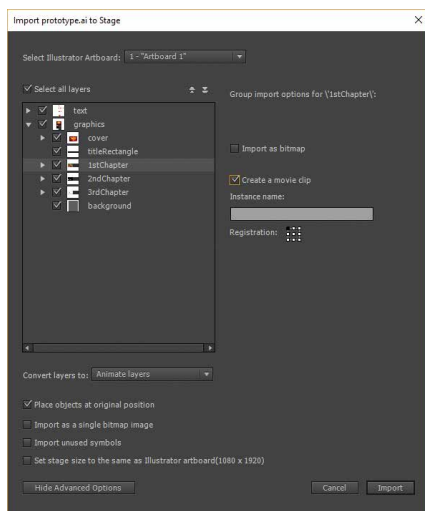 Import prototype.ai to Stage
Select Illustrator Artboard: 1 - "Artboard 1"
Select all layers
Group import options for \'1stChapter\':
text
graphics
cover
titleRectangle
1stChapter
2ndChapter
3rdChapter
background
Import as bitmap
Create a movie clip
Instance name:
Registration:
Convert layers to: Animate layers
Place objects at original position
Import as a single bitmap image
Import unused symbols
Set stage size to the same as Illustrator artboard(1080 x 1920)
Hide Advanced Options
Cancel
Import